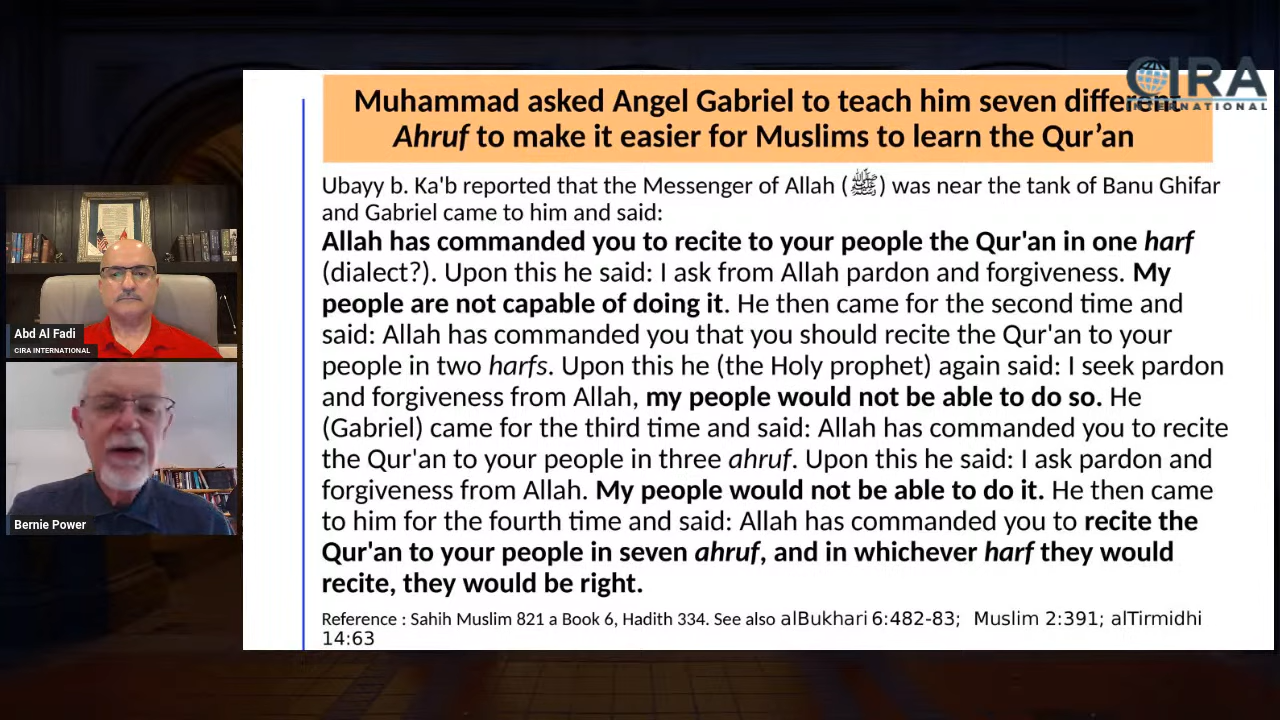 CIRA
INTERNATIONAL
Muhammad asked Angel Gabriel to teach him seven different
Ahruf to make it easier for Muslims to learn the Qur’an
Ubayy b. Ka'b reported that the Messenger of Allah (ﷺ) was near the tank of Banu Ghifar
and Gabriel came to him and said:
Allah has commanded you to recite to your people the Qur'an in one harf
(dialect?). Upon this he said: I ask from Allah pardon and forgiveness. My
people are not capable of doing it. He then came for the second time and
said: Allah has commanded you that you should recite the Qur'an to your
people in two harfs. Upon this he (the Holy prophet) again said: I seek pardon
and forgiveness from Allah, my people would not be able to do so. He
(Gabriel) came for the third time and said: Allah has commanded you to recite
the Qur'an to your people in three ahruf. Upon this he said: I ask pardon and
forgiveness from Allah. My people would not be able to do it. He then came
to him for the fourth time and said: Allah has commanded you to recite the
Qur'an to your people in seven ahruf, and in whichever harf they would
recite, they would be right.
Reference : Sahih Muslim 821 a Book 6, Hadith 334. See also alBukhari 6:482-83; Muslim 2:391; alTirmidhi
14:63
Abd Al Fadi
CIRA INTERNATIONAL
Bernie Power